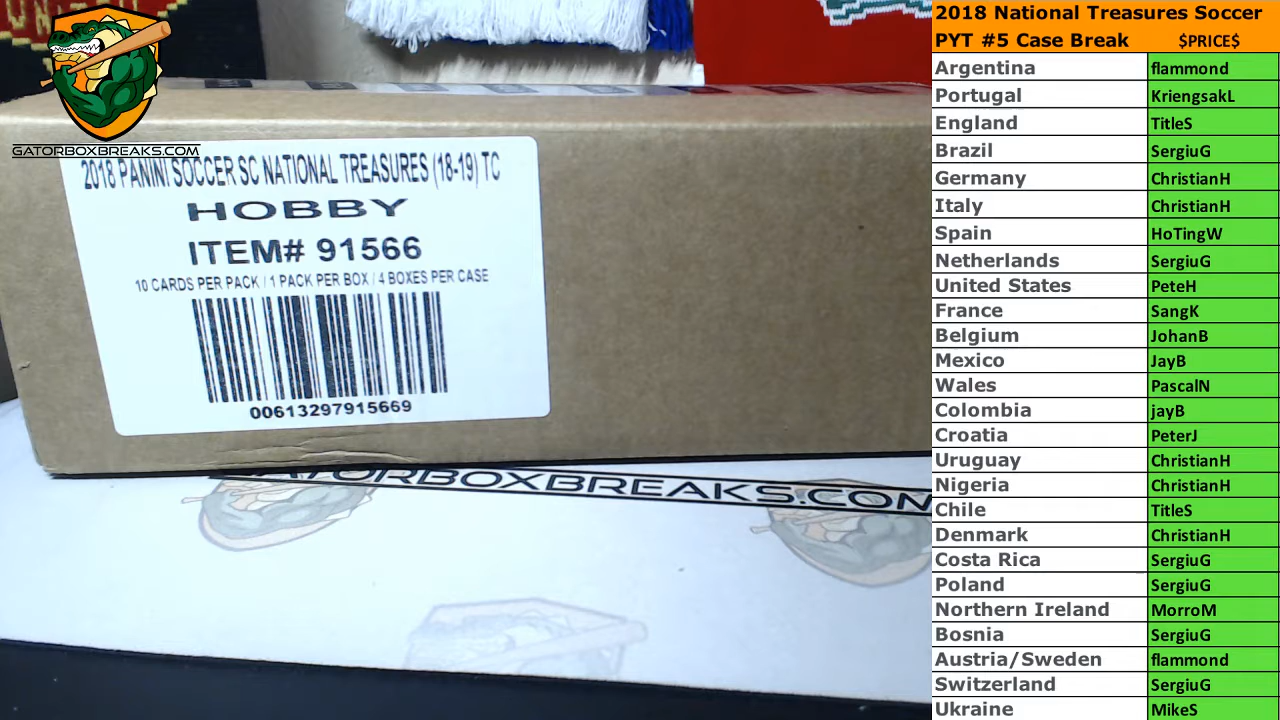 GATORBOXBREAKS.COM
2018 PANINI SOCCER SC NATIONAL TREASURES (18-19) TC
HOBBY
ITEM# 91566
10 CARDS PER PACK / 1 PACK PER BOX / 4 BOXES PER CASE
00613297915669
GATORBOXBREAKS.COM
2018 National Treasures Soccer
PYT #5 Case Break $PRICE$
Argentina flammond
Portugal KriengsakL
England TitleS
Brazil SergiuG
Germany ChristianH
Italy ChristianH
Spain HoTingW
Netherlands SergiuG
United States PeteH
France SangK
Belgium JohanB
Mexico JayB
Wales PascalN
Colombia jayB
Croatia PeterJ
Uruguay ChristianH
Nigeria ChristianH
Chile TitleS
Denmark ChristianH
Costa Rica SergiuG
Poland SergiuG
Northern Ireland MorroM
Bosnia SergiuG
Austria/Sweden flammond
Switzerland SergiuG
Ukraine MikeS